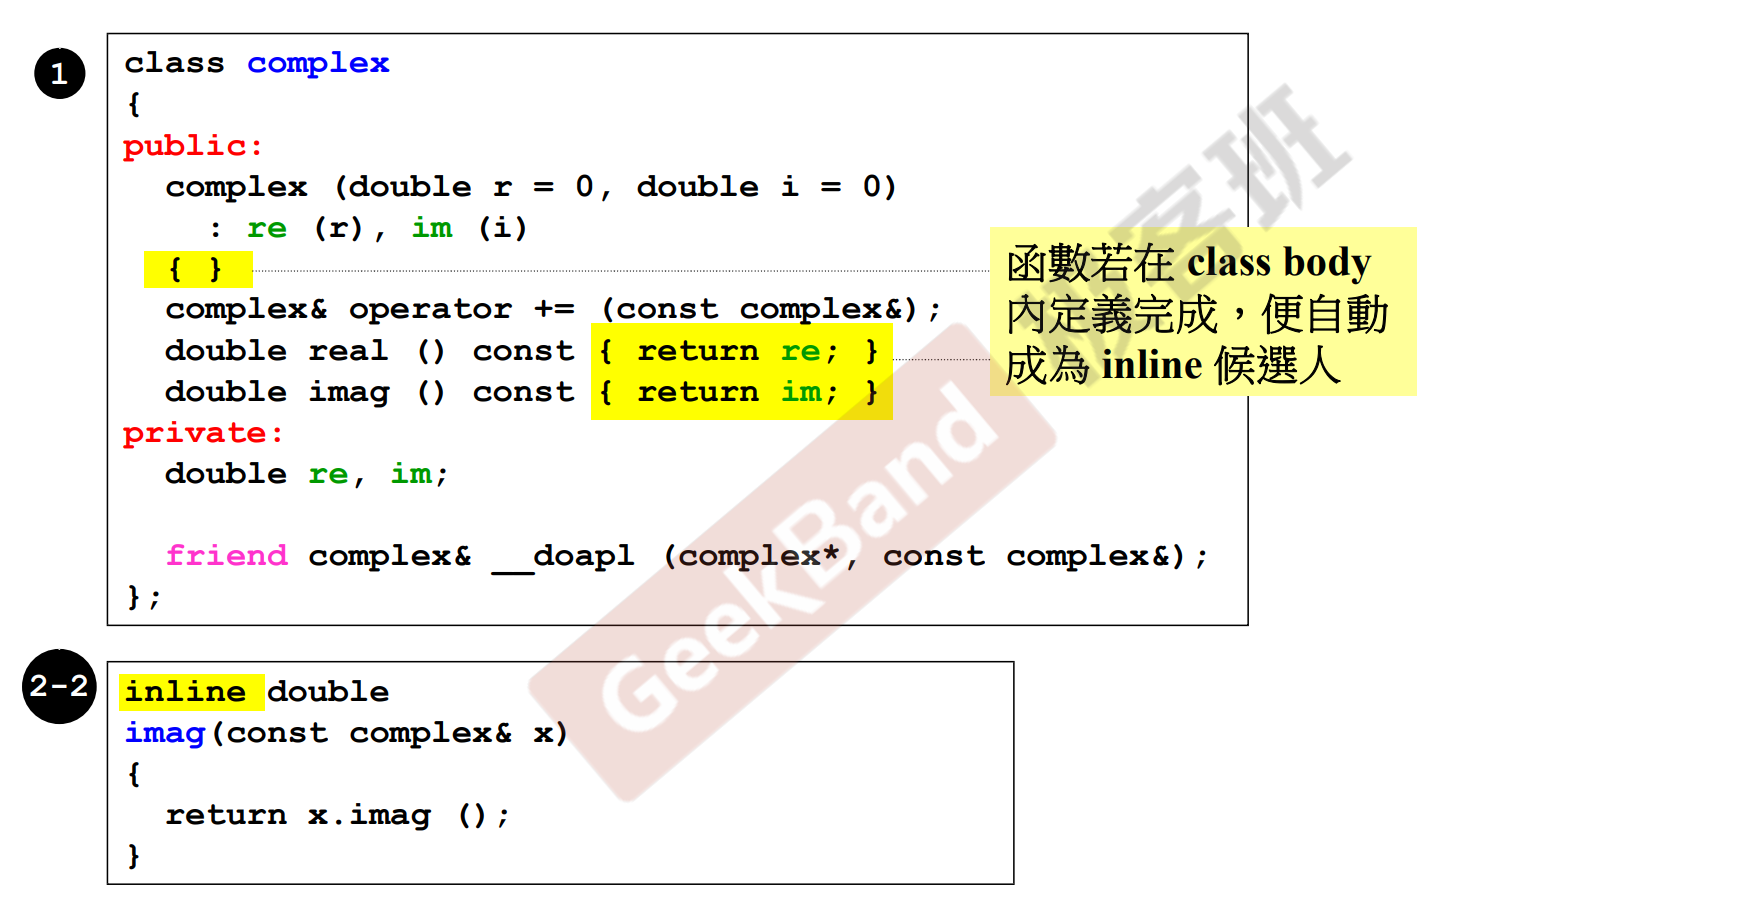 1
class complex
{
public:
complex (double r = 0, double i = 0)
: re (r), im (i)
{ }
complex& operator += (const complex&);
double real () const { return re; }
double imag () const { return im; }
private:
double re, im;
friend complex& __doapl (complex*, const complex&);
};
函數若在 class body
內定義完成，便自動
成為 inline 候選人
2-2
inline double
imag(const complex& x)
{
return x.imag ();
}
GeekBand 极客班